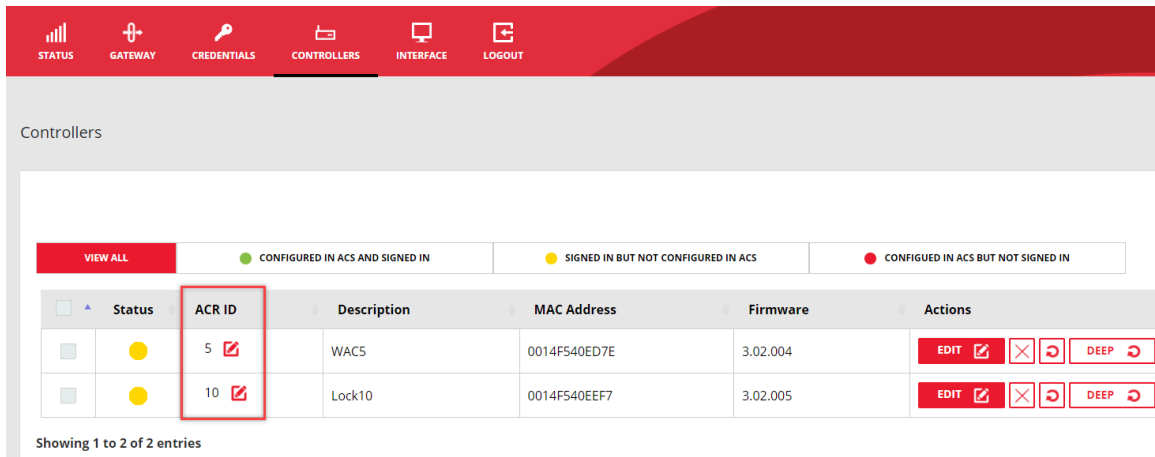 STATUS GATEWAY CREDENTIALS CONTROLLERS INTERFACE LOGOUT
Controllers
VIEW ALL CONFIGURED IN ACS AND SIGNED IN SIGNED IN BUT NOT CONFIGURED IN ACS CONFIGUED IN ACS BUT NOT SIGNED IN
Status ACR ID Description MAC Address Firmware Actions
5 WAC5 0014F540ED7E 3.02.004 EDIT DEEP
10 Lock10 0014F540EEF7 3.02.005 EDIT DEEP
Showing 1 to 2 of 2 entries